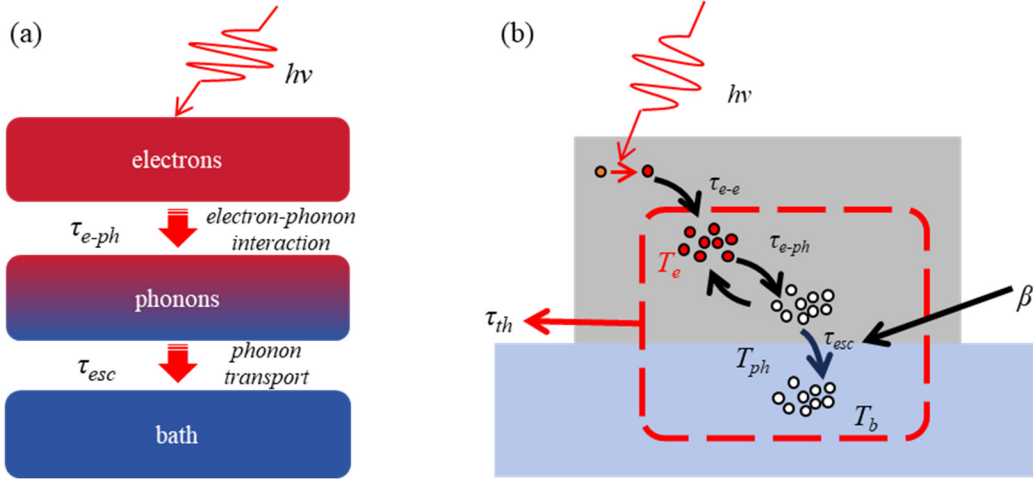 (a)
hν
electrons
τe-ph
electron-phonon
interaction
phonons
τesc
phonon
transport
bath
(b)
hν
τe-e
τe-ph
Te
β
τth
τesc
Tph
Tb